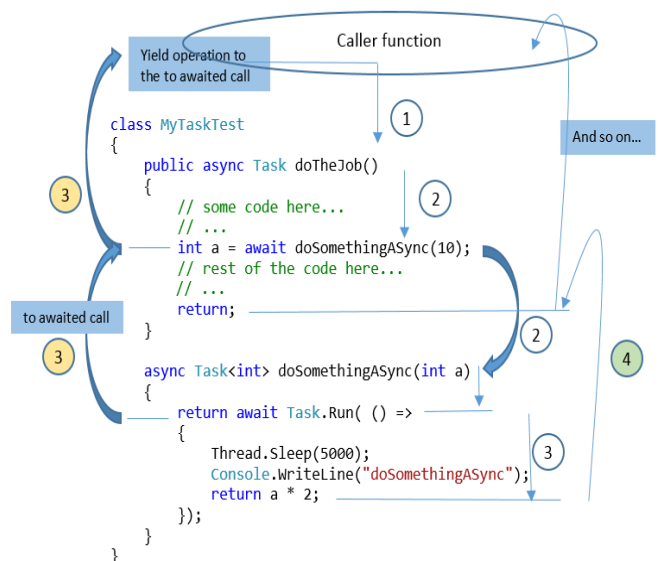 Caller function
Yield operation to
the to awaited call
1
And so on...
class MyTaskTest
{
public async Task doTheJob()
{
2
3
// some code here...
// ...
int a = await doSomethingASync(10);
// rest of the code here...
// ...
return;
}
to awaited call
2
3
4
async Task<int> doSomethingASync(int a)
{
return await Task.Run( () =>
{
Thread.Sleep(5000);
Console.WriteLine("doSomethingASync");
return a * 2;
3
});
}
}